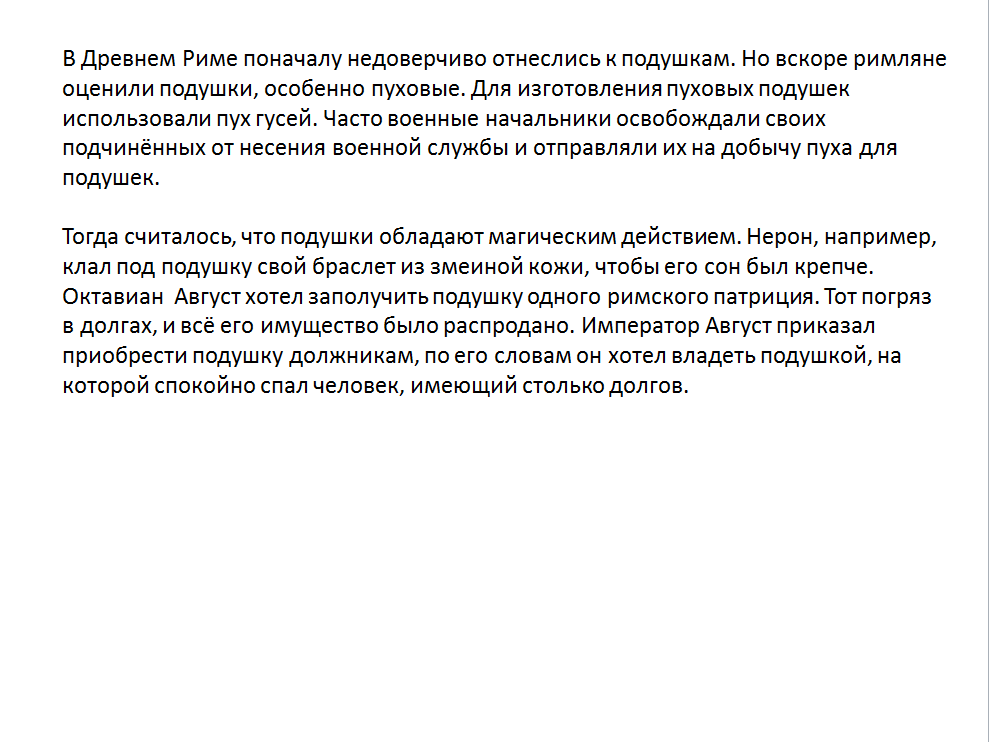 В Древнем Риме поначалу недоверчиво отнеслись к подушкам. Но вскоре римляне
оценили подушки, особенно пуховые. Для изготовления пуховых подушек
использовали пух гусей. Часто военные начальники освобождали своих
подчинённых от несения военной службы и отправляли их на добычу пуха для
подушек.

Тогда считалось, что подушки обладают магическим действием. Нерон, например,
клал под подушку свой браслет из змеиной кожи, чтобы его сон был крепче.
Октавиан  Август хотел заполучить подушку одного римского патриция. Тот погряз
в долгах, и всё его имущество было распродано. Император Август приказал
приобрести подушку должникам, по его словам он хотел владеть подушкой, на
которой спокойно спал человек, имеющий столько долгов.